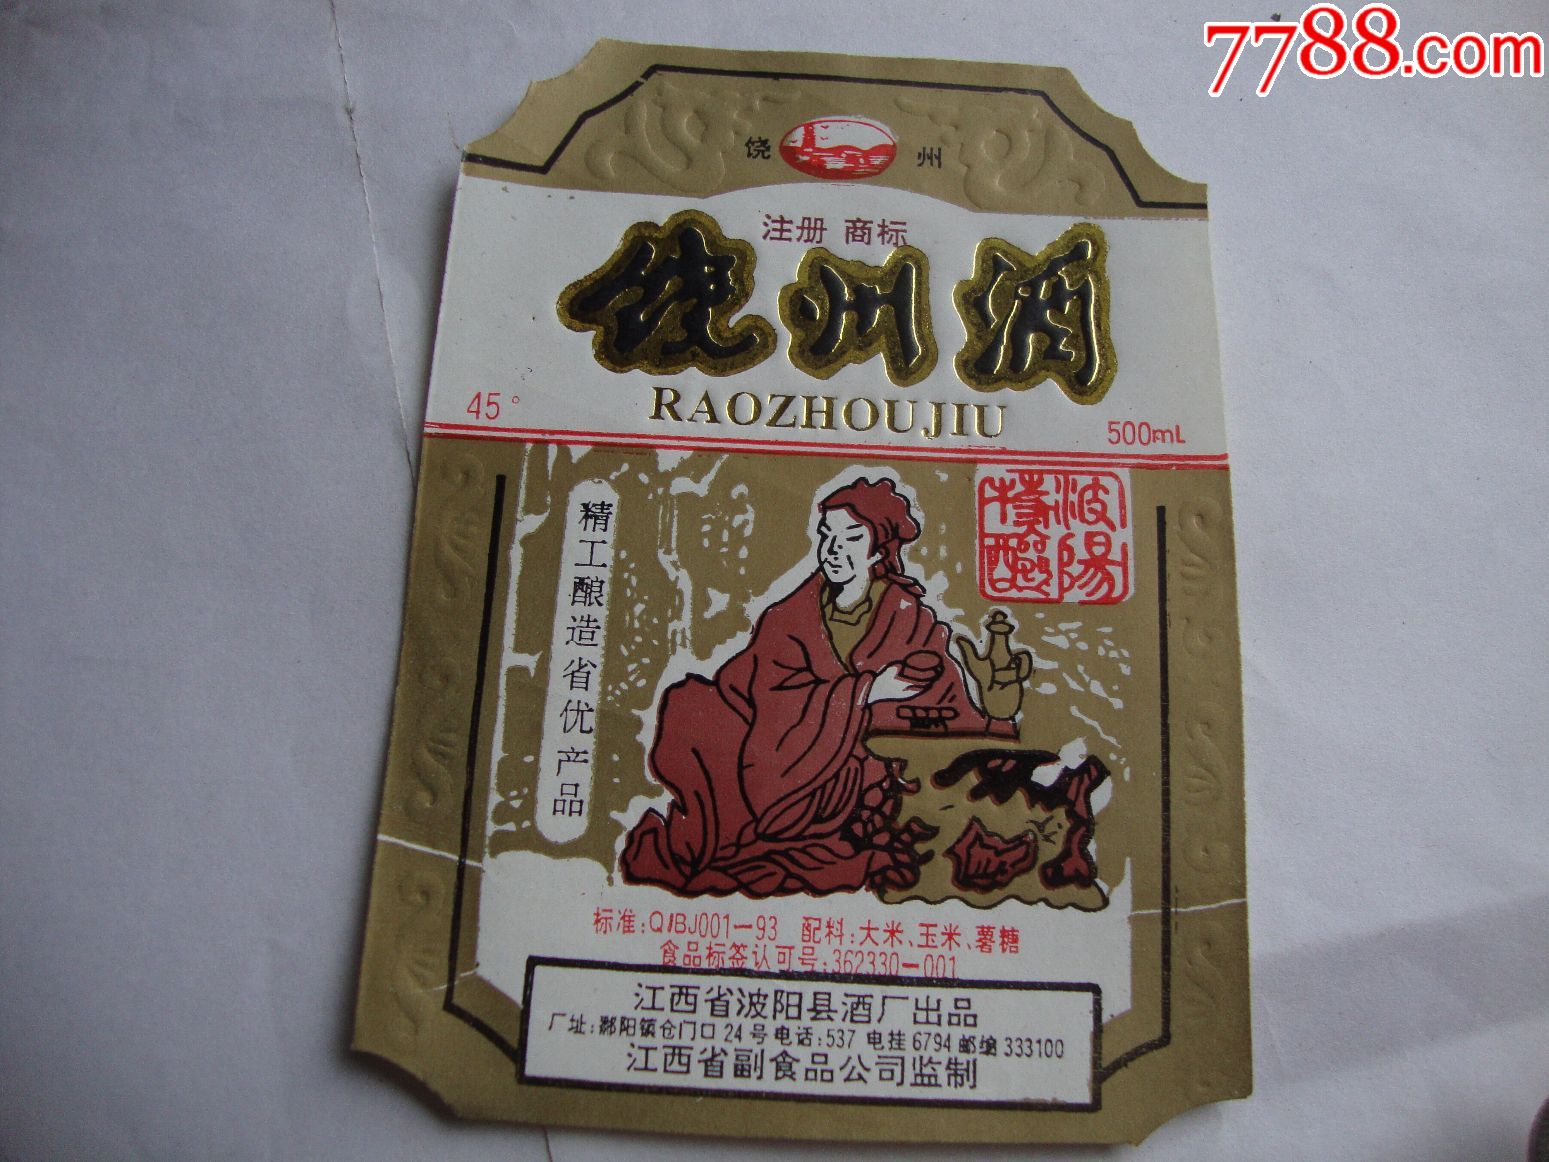 7788.com
饶 州
注册 商标
饶州酒
RAOZHOUJIU
45°
500mL
波阳特酿
精工酿造省优产品
标准:Q/BJ001-93 配料:大米、玉米、薯糖
食品标签认可号:362330-001
江西省波阳县酒厂出品
厂址:鄱阳镇仓门口24号电话:537 电挂6794邮编333100
江西省副食品公司监制